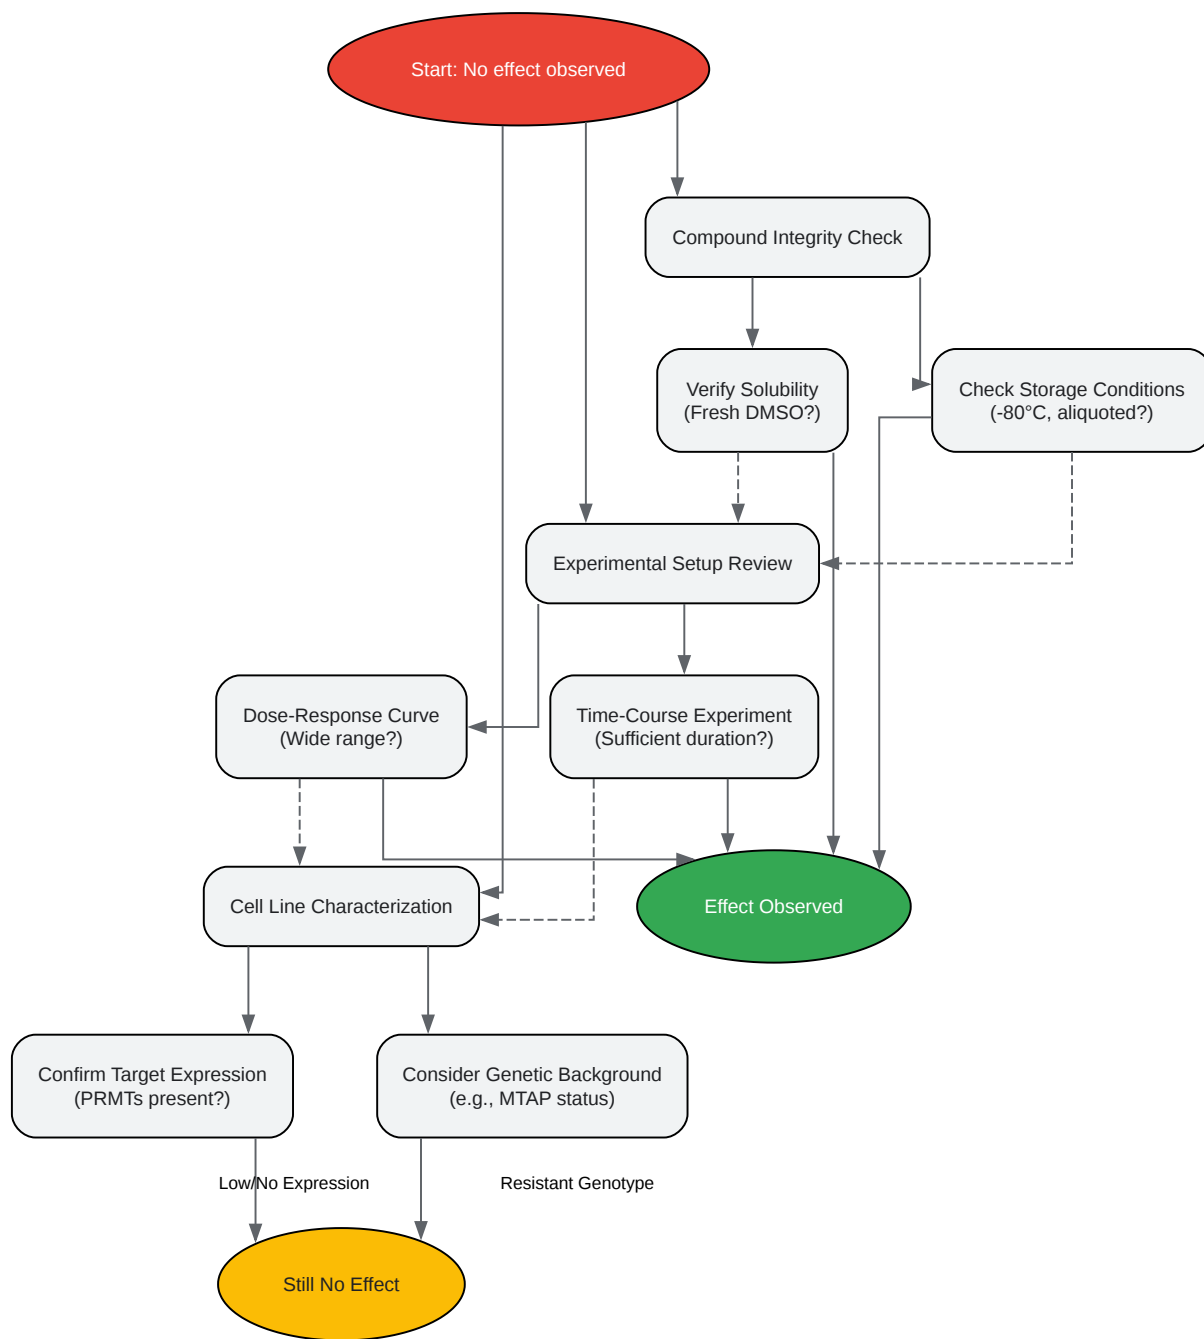 Start: No effect observed
Compound Integrity Check
Verify Solubility
(Fresh DMSO?)
Check Storage Conditions
(-80°C, aliquoted?)
Experimental Setup Review
Dose-Response Curve
(Wide range?)
Time-Course Experiment
(Sufficient duration?)
Cell Line Characterization
Effect Observed
Confirm Target Expression
(PRMTs present?)
Consider Genetic Background
(e.g., MTAP status)
Low/No Expression
Resistant Genotype
Still No Effect